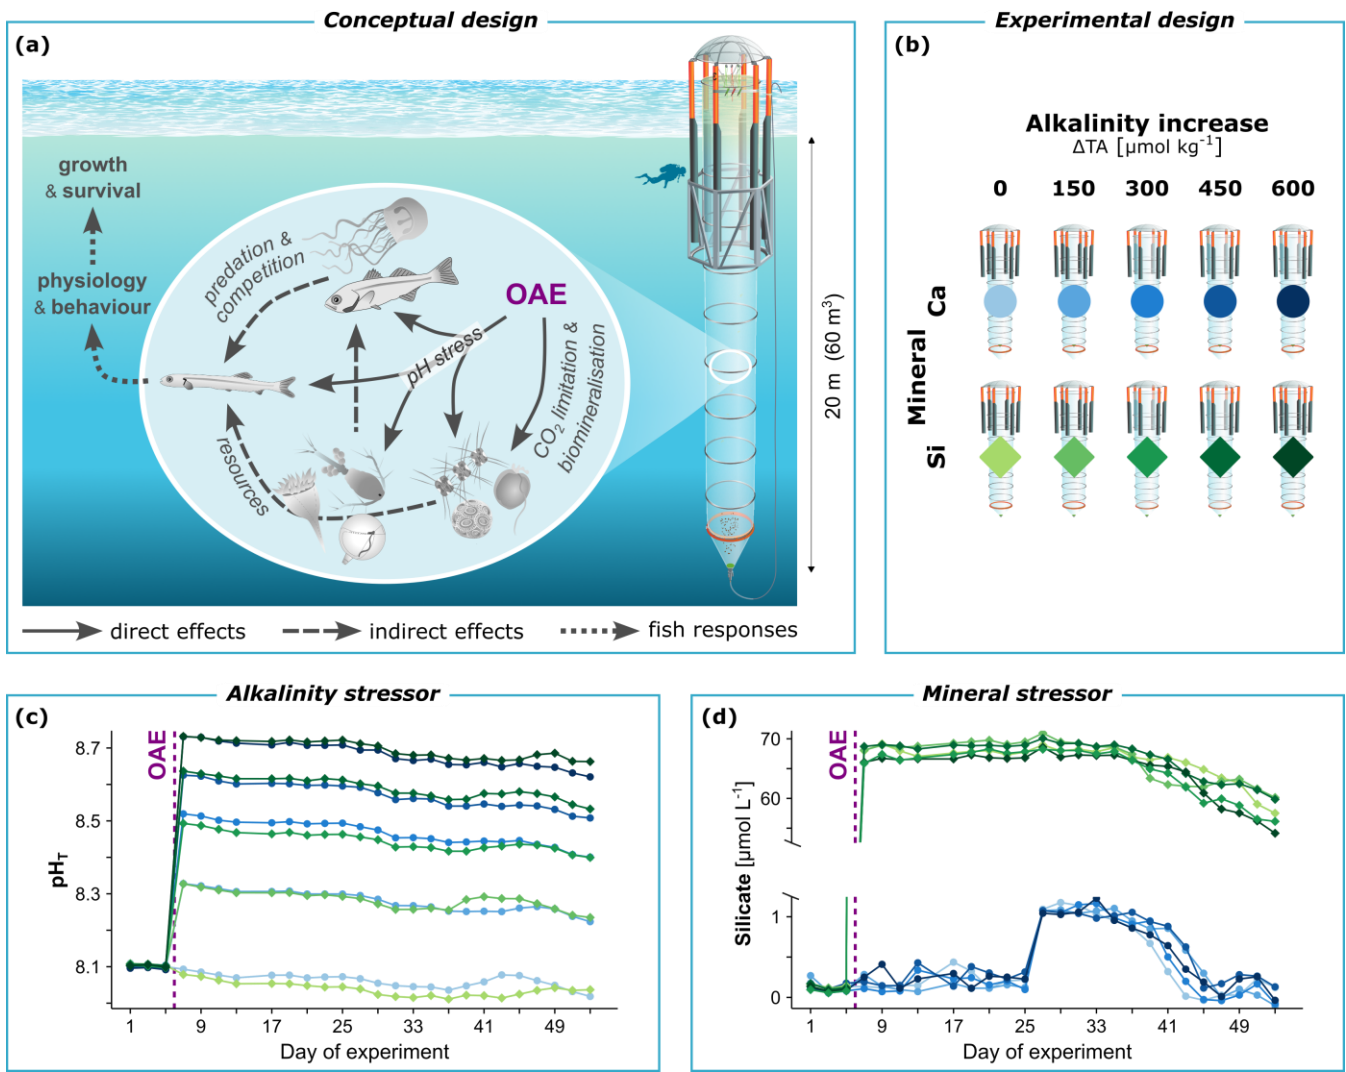 Conceptual design
(a)
growth
& survival
physiology
& behaviour
predation &
competition
OAE
pH stress
CO2 limitation &
biomineralisation
resources
20 m (60 m³)
direct effects
indirect effects
fish responses
Experimental design
(b)
Alkalinity increase
ΔTA [µmol kg⁻¹]
0 150 300 450 600
Mineral
Ca
Si
Alkalinity stressor
(c)
OAE
pHT
8.7
8.5
8.3
8.1
1 9 17 25 33 41 49
Day of experiment
Mineral stressor
(d)
OAE
Silicate [µmol L⁻¹]
70
60
1
0
1 9 17 25 33 41 49
Day of experiment